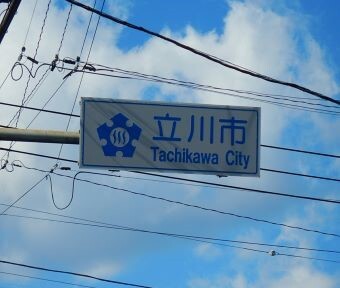 立川市
Tachikawa City